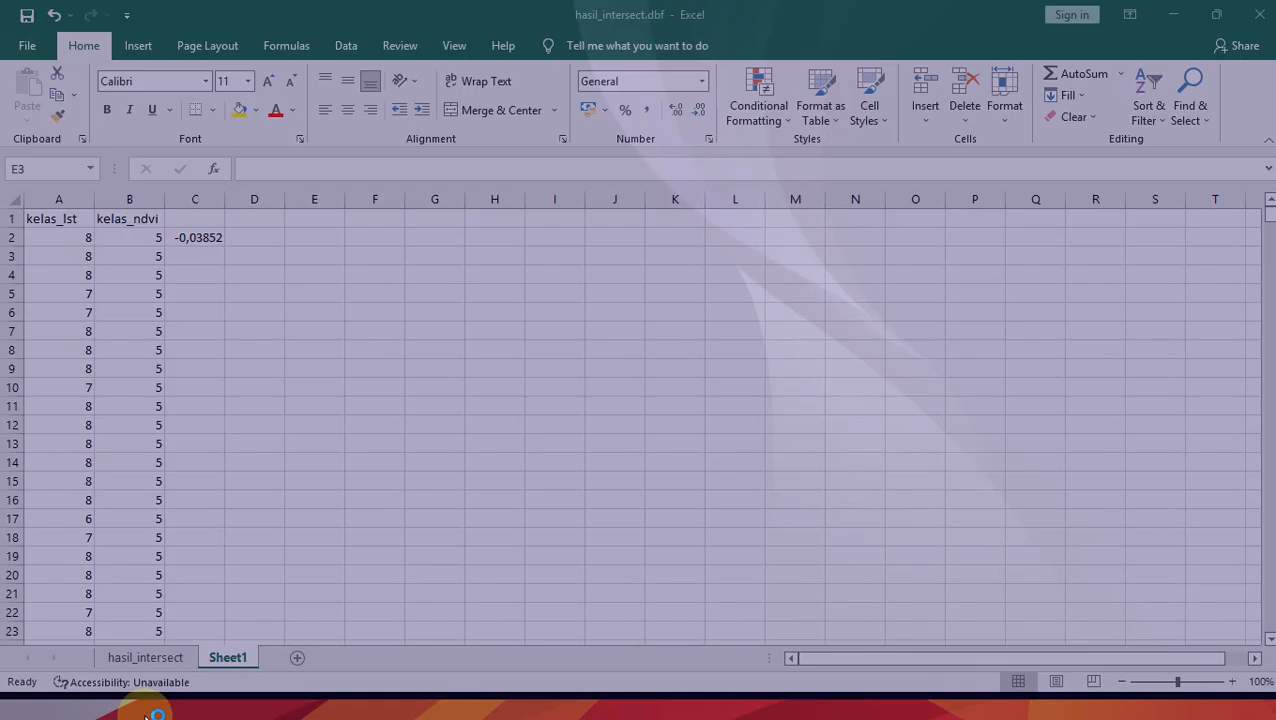 hasil_intersect.dbf - Excel
Sign in
File Home Insert Page Layout Formulas Data Review View Help Tell me what you want to do Share
Calibri 11 Wrap Text General AutoSum
Paste B I U Merge & Center % Conditional Formatting Format as Table Cell Styles Insert Delete Format Fill Sort & Filter Find & Select
Clear
Clipboard Font Alignment Number Styles Cells Editing
E3 fx
A B C D E F G H I J K L M N O P Q R S T
1 kelas_lst kelas_ndvi
2 8 5 -0,03852
3 8 5
4 8 5
5 7 5
6 7 5
7 8 5
8 8 5
9 8 5
10 7 5
11 8 5
12 8 5
13 8 5
14 8 5
15 8 5
16 8 5
17 6 5
18 7 5
19 8 5
20 8 5
21 8 5
22 7 5
23 8 5
hasil_intersect Sheet1
Ready Accessibility: Unavailable 100%